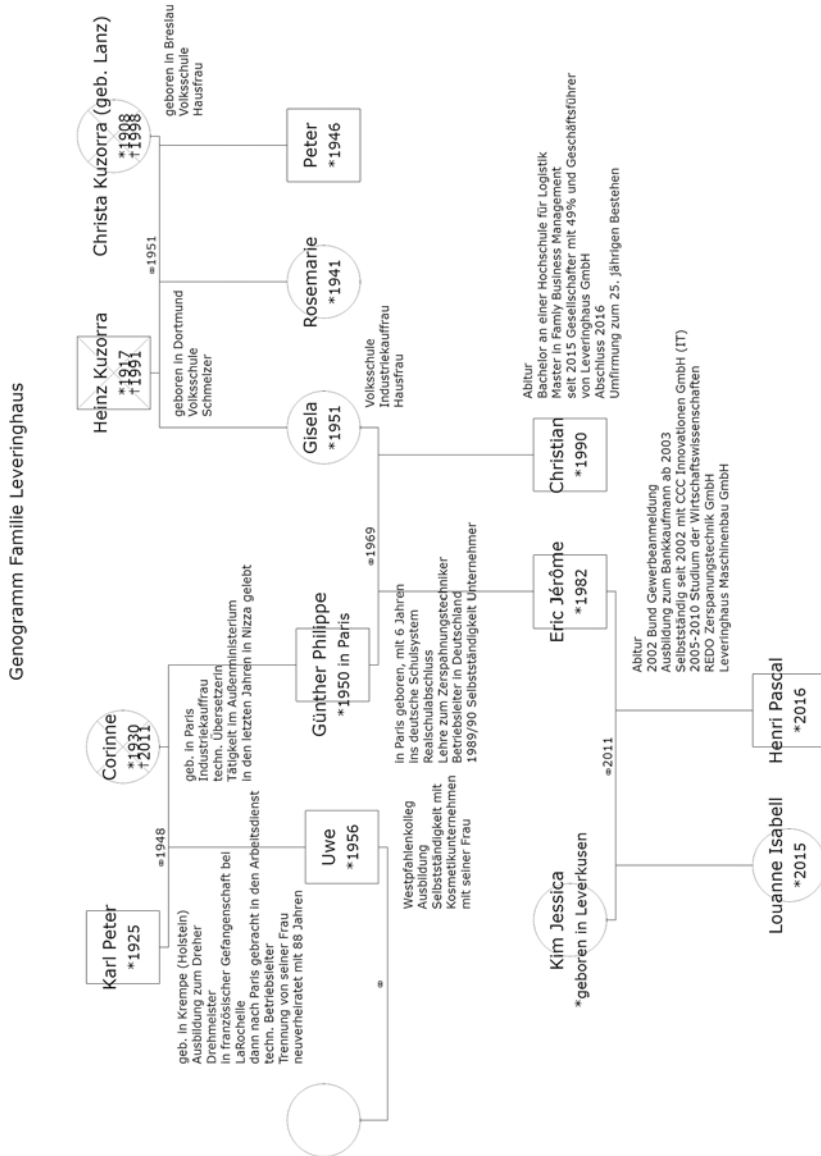 Genogramm Familie Leveringhaus
Karl Peter
*1925
⚭1948
Corinne
*1930
†2011
Heinz Kuzorra
*1917
†1991
⚭1951
Christa Kuzorra (geb. Lanz)
*1908
†1998
geb. in Krempe (Holstein)
Ausbildung zum Dreher
Drehmeister
in französischer Gefangenschaft bei
LaRochelle
dann nach Paris gebracht in den Arbeitsdienst
techn. Betriebsleiter
Trennung von seiner Frau
neuverheiratet mit 88 Jahren
geb. in Paris
Industriekauffrau
techn. Übersetzerin
Tätigkeit im Außenministerium
in den letzten Jahren in Nizza gelebt
geboren in Dortmund
Volksschule
Schmelzer
geboren in Breslau
Volksschule
Hausfrau
Uwe
*1956
Günther Philippe
*1950 in Paris
Gisela
*1951
Rosemarie
*1941
Peter
*1946
⚭
⚭1969
Westpfahlenkolleg
Ausbildung
Selbstständigkeit mit
Kosmetikunternehmen
mit seiner Frau
in Paris geboren, mit 6 Jahren
ins deutsche Schulsystem
Realschulabschluss
Lehre zum Zerspahnungstechniker
Betriebsleiter in Deutschland
1989/90 Selbstständigkeit Unternehmer
Volksschule
Industriekauffrau
Hausfrau
Kim Jessica
*geboren in Leverkusen
Eric Jérôme
*1982
Christian
*1990
⚭2011
Abitur
2002 Bund Gewerbeanmeldung
Ausbildung zum Bankkaufmann ab 2003
Selbstständig seit 2002 mit CCC Innovationen GmbH (IT)
2005-2010 Studium der Wirtschaftswissenschaften
REDO Zerspanungstechnik GmbH
Leveringhaus Maschinenbau GmbH
Abitur
Bachelor an einer Hochschule für Logistik
Master in Famly Business Management
seit 2015 Gesellschafter mit 49% und Geschäftsführer
von Leveringhaus GmbH
Abschluss 2016
Umfirmung zum 25. jährigen Bestehen
Louanne Isabell
*2015
Henri Pascal
*2016